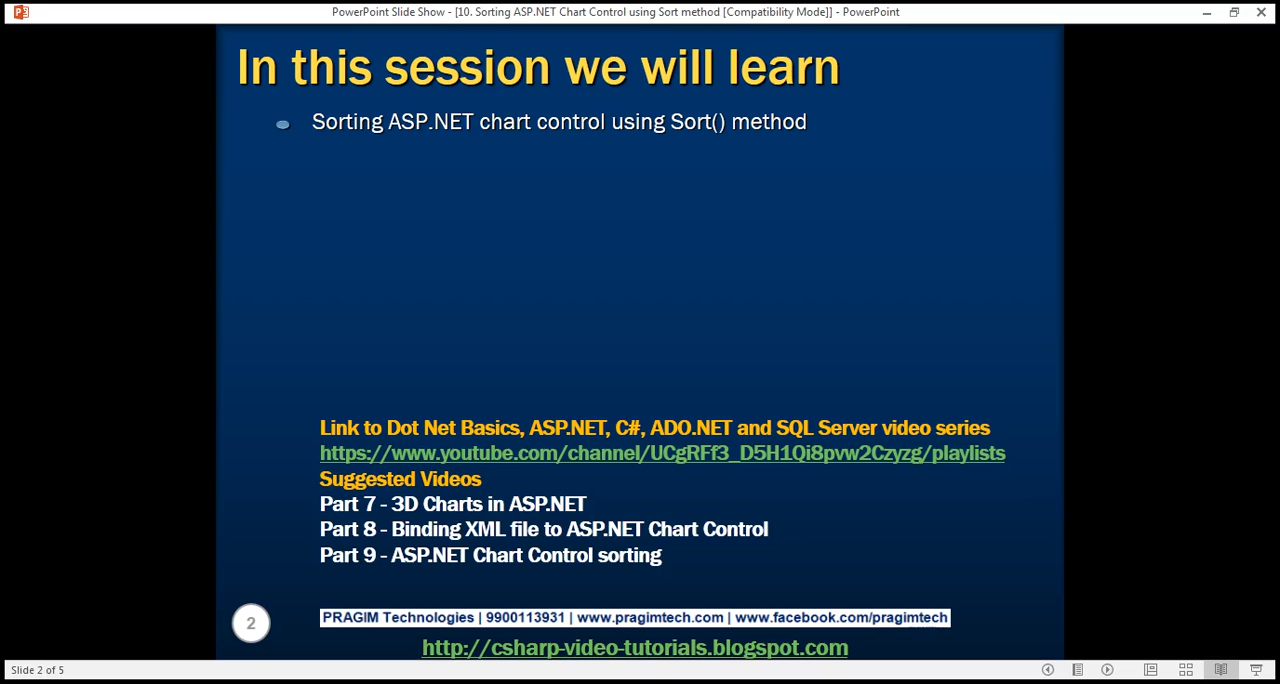 PowerPoint Slide Show - [10. Sorting ASP.NET Chart Control using Sort method [Compatibility Mode]] - PowerPoint
In this session we will learn
Sorting ASP.NET chart control using Sort() method
Link to Dot Net Basics, ASP.NET, C#, ADO.NET and SQL Server video series
https://www.youtube.com/channel/UCgRFf3_D5H1Qi8pvw2Czyzg/playlists
Suggested Videos
Part 7 - 3D Charts in ASP.NET
Part 8 - Binding XML file to ASP.NET Chart Control
Part 9 - ASP.NET Chart Control sorting
2
PRAGIM Technologies | 9900113931 | www.pragimtech.com | www.facebook.com/pragimtech
http://csharp-video-tutorials.blogspot.com
Slide 2 of 5